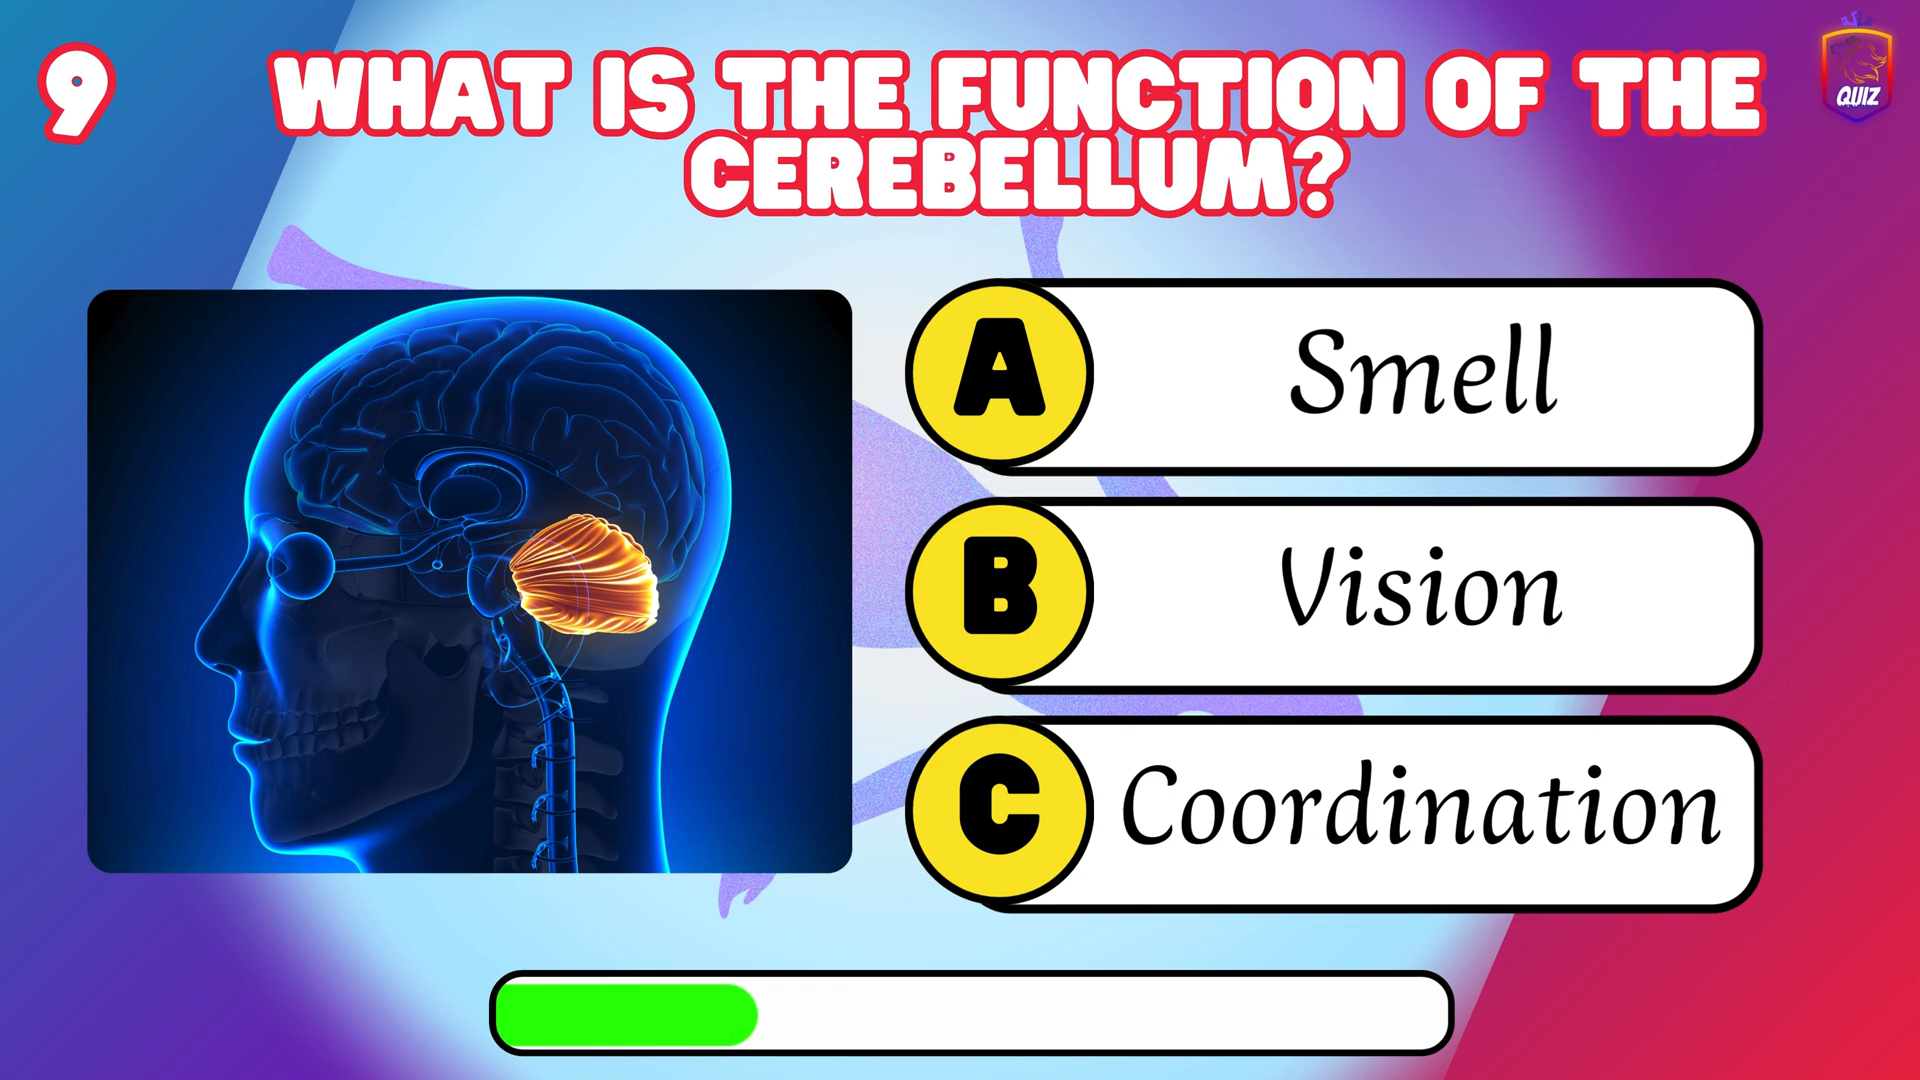 9
WHAT IS THE FUNCTION OF THE
CEREBELLUM?
QUIZ
A Smell
B Vision
C Coordination